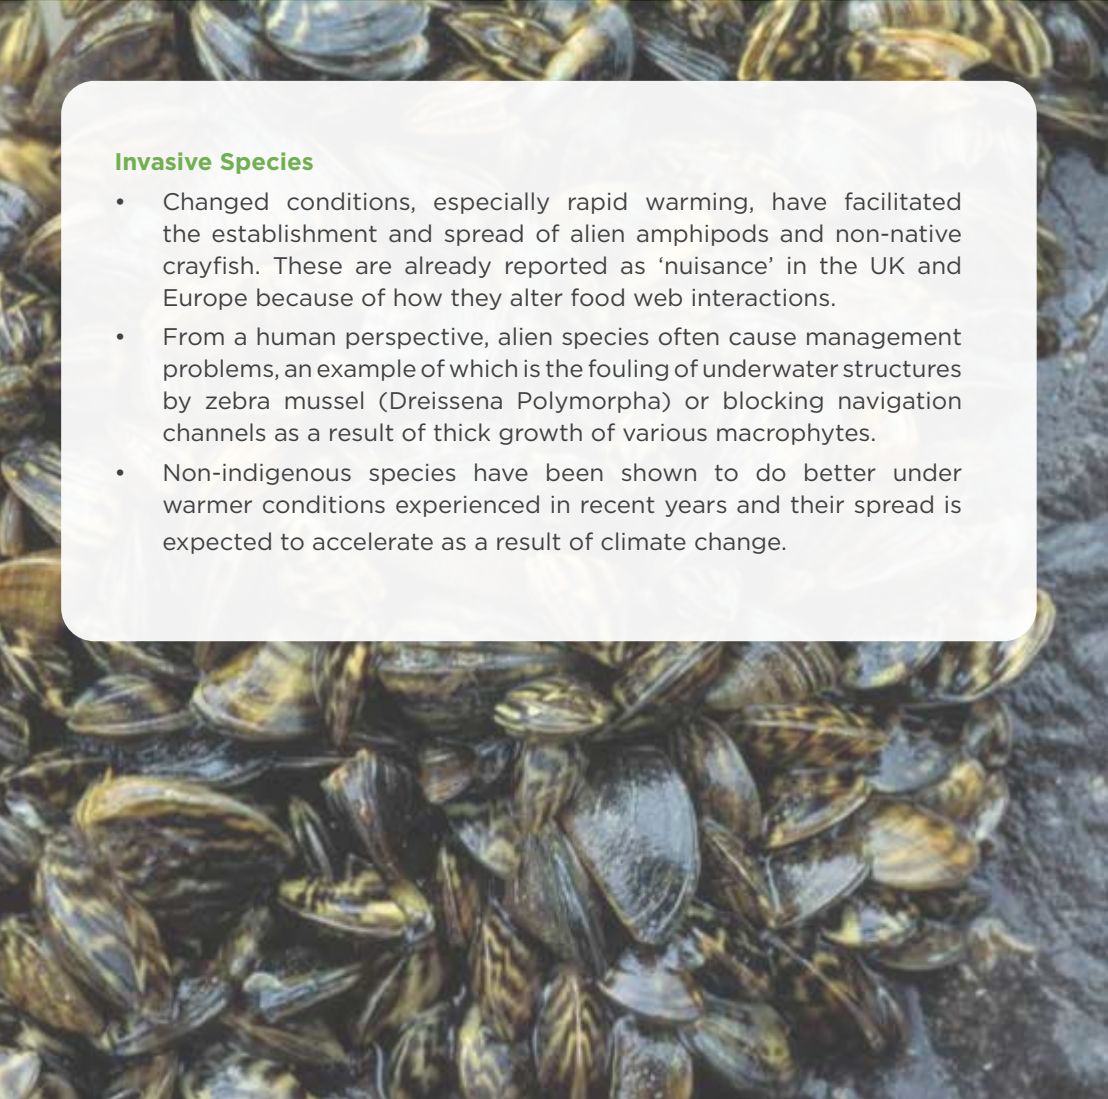 Invasive Species
• Changed conditions, especially rapid warming, have facilitated
the establishment and spread of alien amphipods and non-native
crayfish. These are already reported as ‘nuisance’ in the UK and
Europe because of how they alter food web interactions.
• From a human perspective, alien species often cause management
problems, an example of which is the fouling of underwater structures
by zebra mussel (Dreissena Polymorpha) or blocking navigation
channels as a result of thick growth of various macrophytes.
• Non-indigenous species have been shown to do better under
warmer conditions experienced in recent years and their spread is
expected to accelerate as a result of climate change.